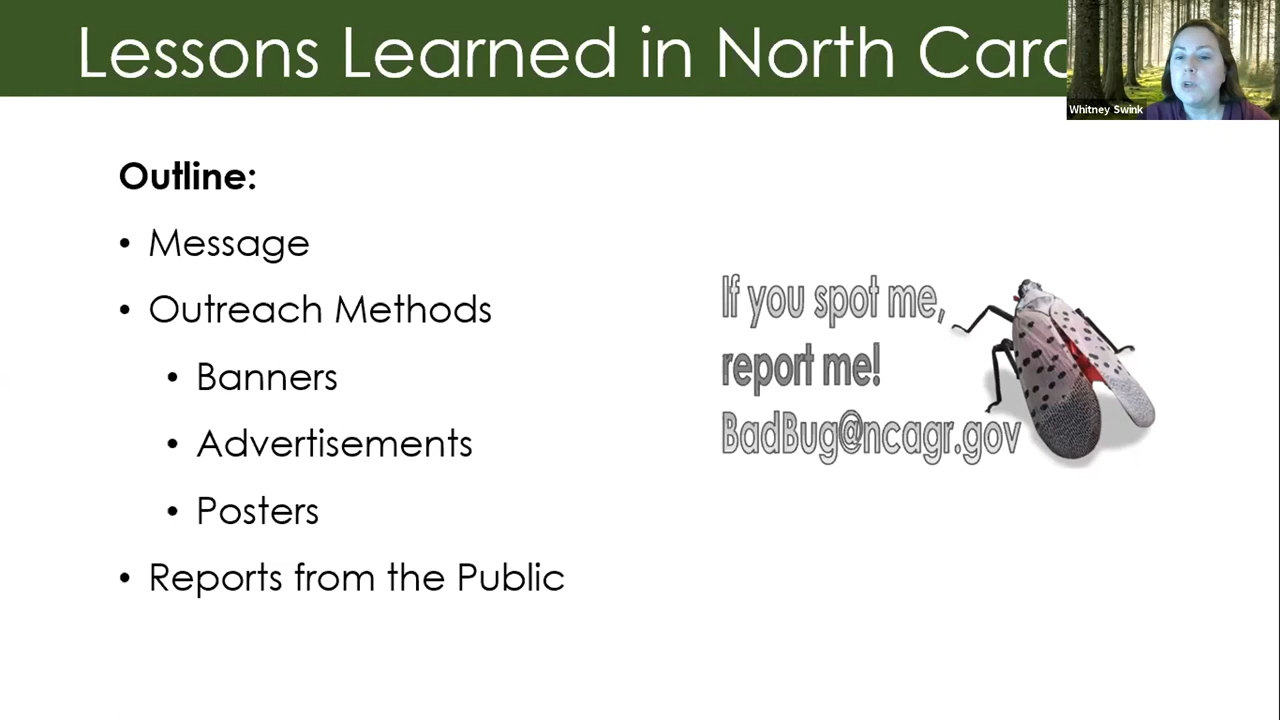 Lessons Learned in North Caro
Whitney Swink
Outline:
• Message
• Outreach Methods
• Banners
• Advertisements
• Posters
• Reports from the Public
If you spot me,
report me!
BadBug@ncagr.gov